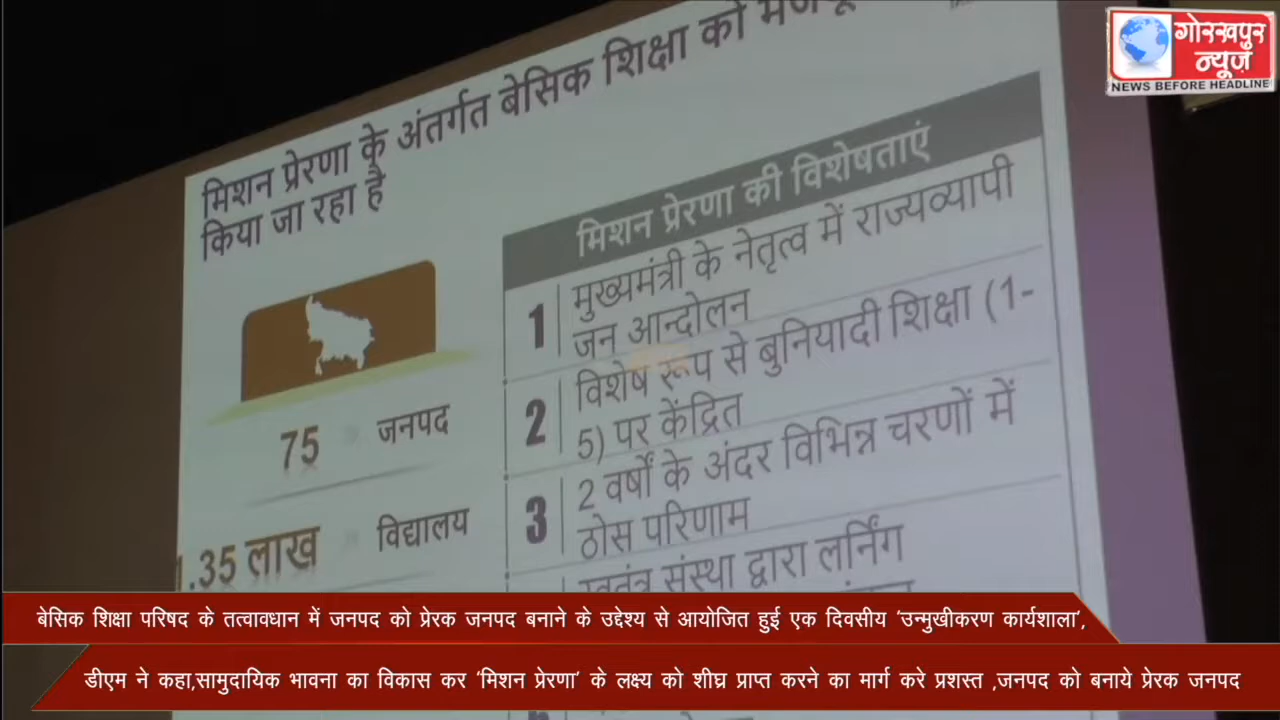 गोरखपुर
न्यूज़
NEWS BEFORE HEADLINE
मिशन प्रेरणा के अंतर्गत बेसिक शिक्षा को
किया जा रहा है
75 जनपद
.35 लाख विद्यालय
मिशन प्रेरणा की विशेषताएं
1 मुख्यमंत्री के नेतृत्व में राज्यव्यापी
जन आन्दोलन
2 विशेष रूप से बुनियादी शिक्षा (1-
5) पर केंद्रित
3 2 वर्षों के अंदर विभिन्न चरणों में
ठोस परिणाम
संस्था द्वारा लर्निंग
बेसिक शिक्षा परिषद के तत्वावधान में जनपद को प्रेरक जनपद बनाने के उद्देश्य से आयोजित हुई एक दिवसीय ‘उन्मुखीकरण कार्यशाला’,
डीएम ने कहा,सामुदायिक भावना का विकास कर ‘मिशन प्रेरणा’ के लक्ष्य को शीघ्र प्राप्त करने का मार्ग करे प्रशस्त ,जनपद को बनाये प्रेरक जनपद